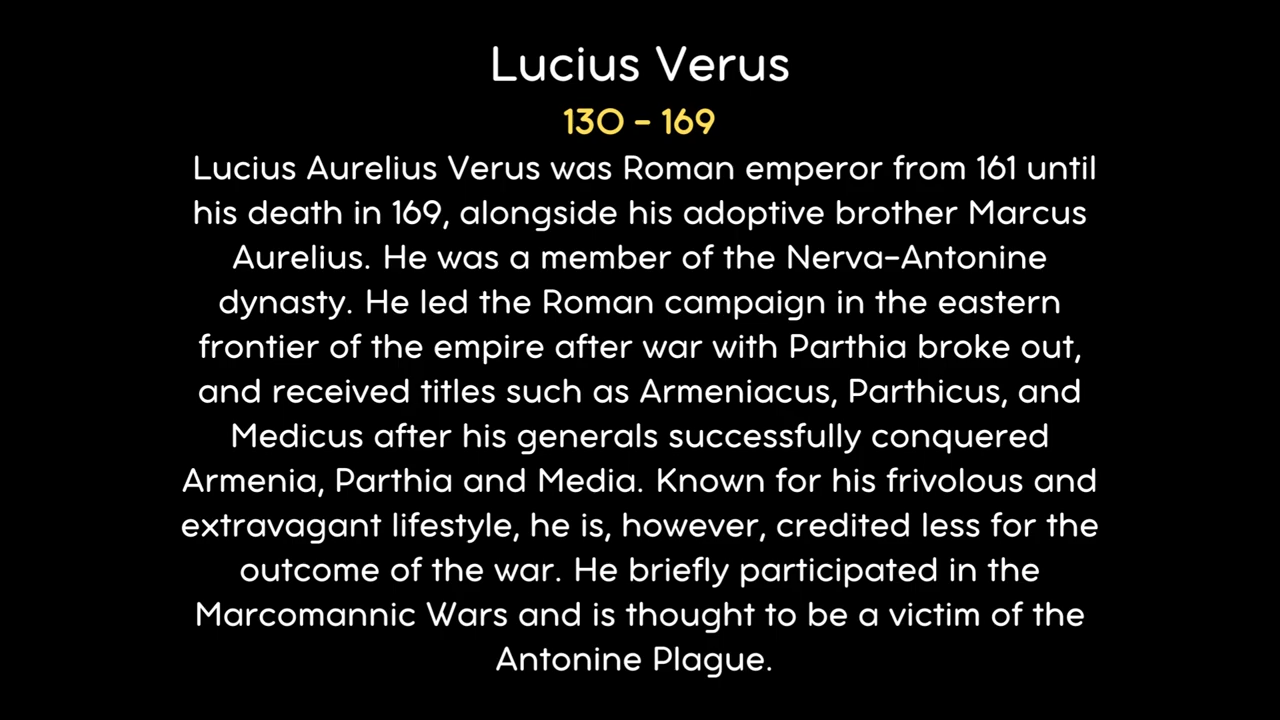 Lucius Verus
130 - 169
Lucius Aurelius Verus was Roman emperor from 161 until
his death in 169, alongside his adoptive brother Marcus
Aurelius. He was a member of the Nerva-Antonine
dynasty. He led the Roman campaign in the eastern
frontier of the empire after war with Parthia broke out,
and received titles such as Armeniacus, Parthicus, and
Medicus after his generals successfully conquered
Armenia, Parthia and Media. Known for his frivolous and
extravagant lifestyle, he is, however, credited less for the
outcome of the war. He briefly participated in the
Marcomannic Wars and is thought to be a victim of the
Antonine Plague.